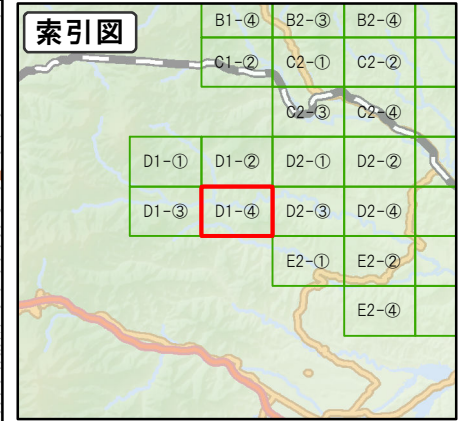 索引図
B1-④ B2-③ B2-④
C1-② C2-① C2-②
C2-③ C2-④
D1-① D1-② D2-① D2-②
D1-③ D1-④ D2-③ D2-④
E2-① E2-②
E2-④